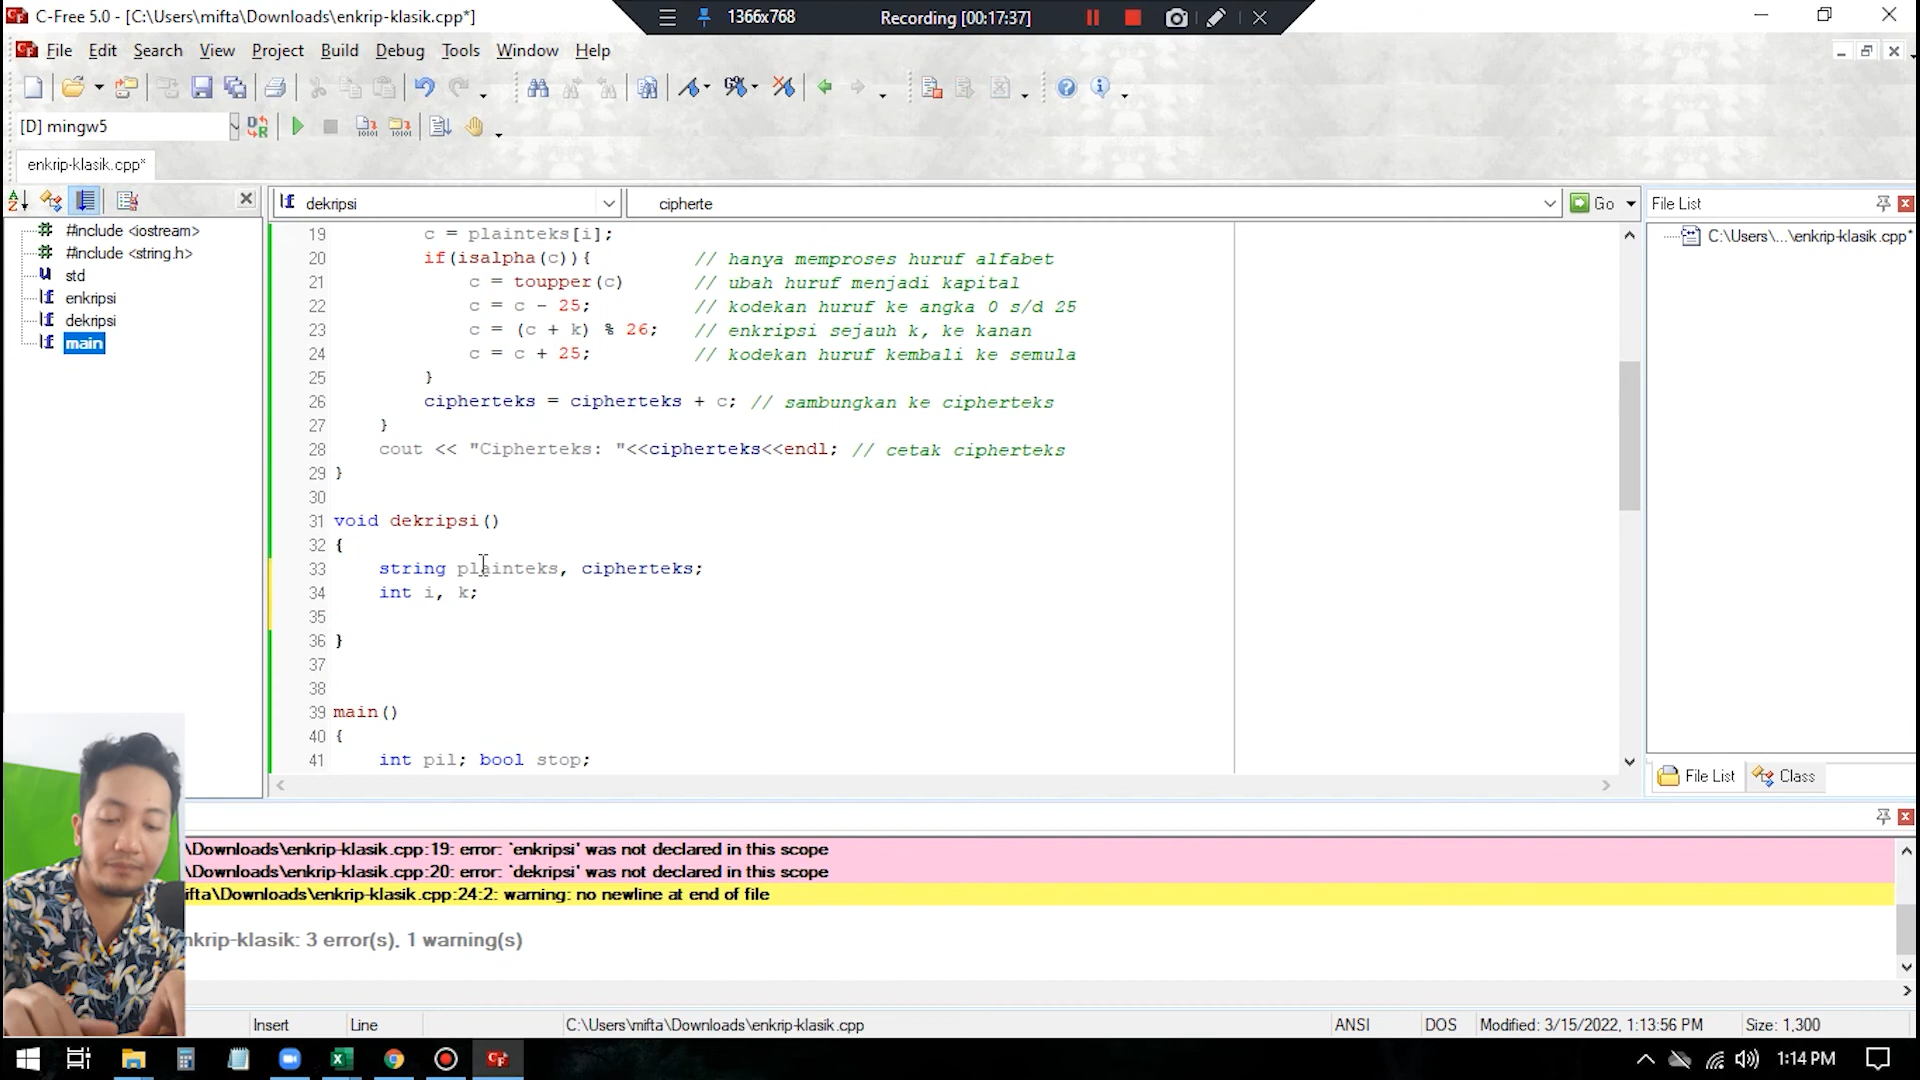 C-Free 5.0 - [C:\Users\mifta\Downloads\enkrip-klasik.cpp*]
1366x768
Recording [00:17:37]
File Edit Search View Project Build Debug Tools Window Help
[D] mingw5
enkrip-klasik.cpp*
dekripsi
cipherte
Go
File List
#include <iostream>
#include <string.h>
std
enkripsi
dekripsi
main
19 c = plainteks[i];
20 if(isalpha(c)){ // hanya memproses huruf alfabet
21 c = toupper(c) // ubah huruf menjadi kapital
22 c = c - 25; // kodekan huruf ke angka 0 s/d 25
23 c = (c + k) % 26; // enkripsi sejauh k, ke kanan
24 c = c + 25; // kodekan huruf kembali ke semula
25 }
26 cipherteks = cipherteks + c; // sambungkan ke cipherteks
27 }
28 cout << "Cipherteks: "<<cipherteks<<endl; // cetak cipherteks
29 }
30
31 void dekripsi()
32 {
33 string plainteks, cipherteks;
34 int i, k;
35
36 }
37
38
39 main()
40 {
41 int pil; bool stop;
C:\Users\...\enkrip-klasik.cpp*
File List Class
\Downloads\enkrip-klasik.cpp:19: error: `enkripsi' was not declared in this scope
\Downloads\enkrip-klasik.cpp:20: error: `dekripsi' was not declared in this scope
ifta\Downloads\enkrip-klasik.cpp:24:2: warning: no newline at end of file
nkrip-klasik: 3 error(s), 1 warning(s)
Insert Line C:\Users\mifta\Downloads\enkrip-klasik.cpp ANSI DOS Modified: 3/15/2022, 1:13:56 PM Size: 1,300
1:14 PM